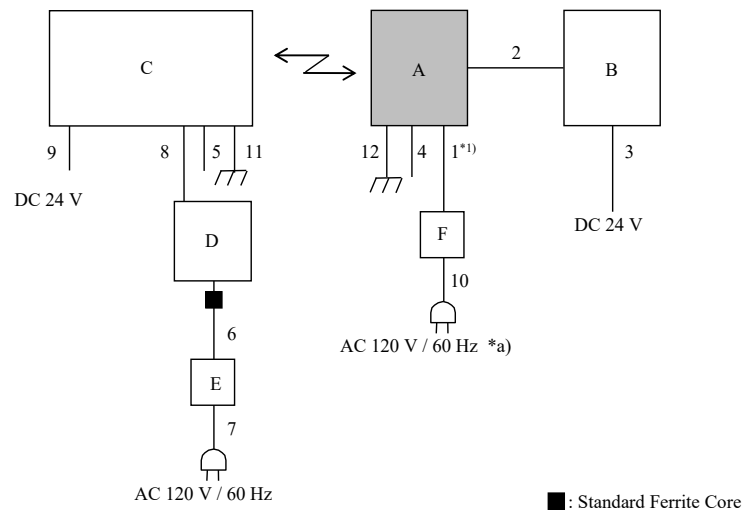 C
A
2
B
9
8
5
11
12
4
1*1)
3
DC 24 V
D
F
DC 24 V
10
AC 120 V / 60 Hz *a)
6
E
7
AC 120 V / 60 Hz
: Standard Ferrite Core